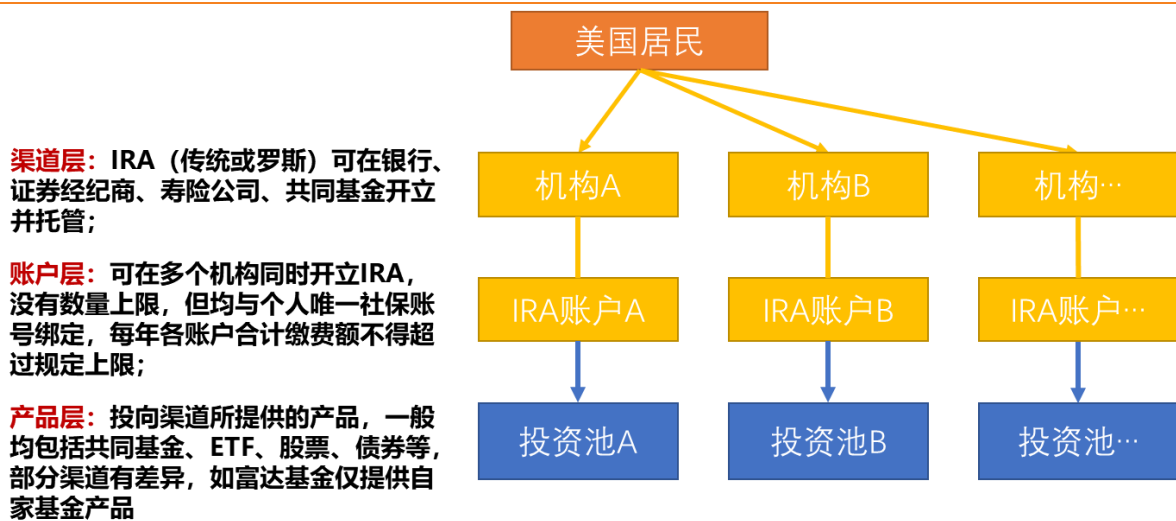 美国居民
渠道层：IRA（传统或罗斯）可在银行、
证券经纪商、寿险公司、共同基金开立
并托管；
账户层：可在多个机构同时开立IRA，
没有数量上限，但均与个人唯一社保账
号绑定，每年各账户合计缴费额不得超
过规定上限；
产品层：投向渠道所提供的产品，一般
均包括共同基金、ETF、股票、债券等，
部分渠道有差异，如富达基金仅提供自
家基金产品
机构A
机构B
机构…
IRA账户A
IRA账户B
IRA账户…
投资池A
投资池B
投资池…